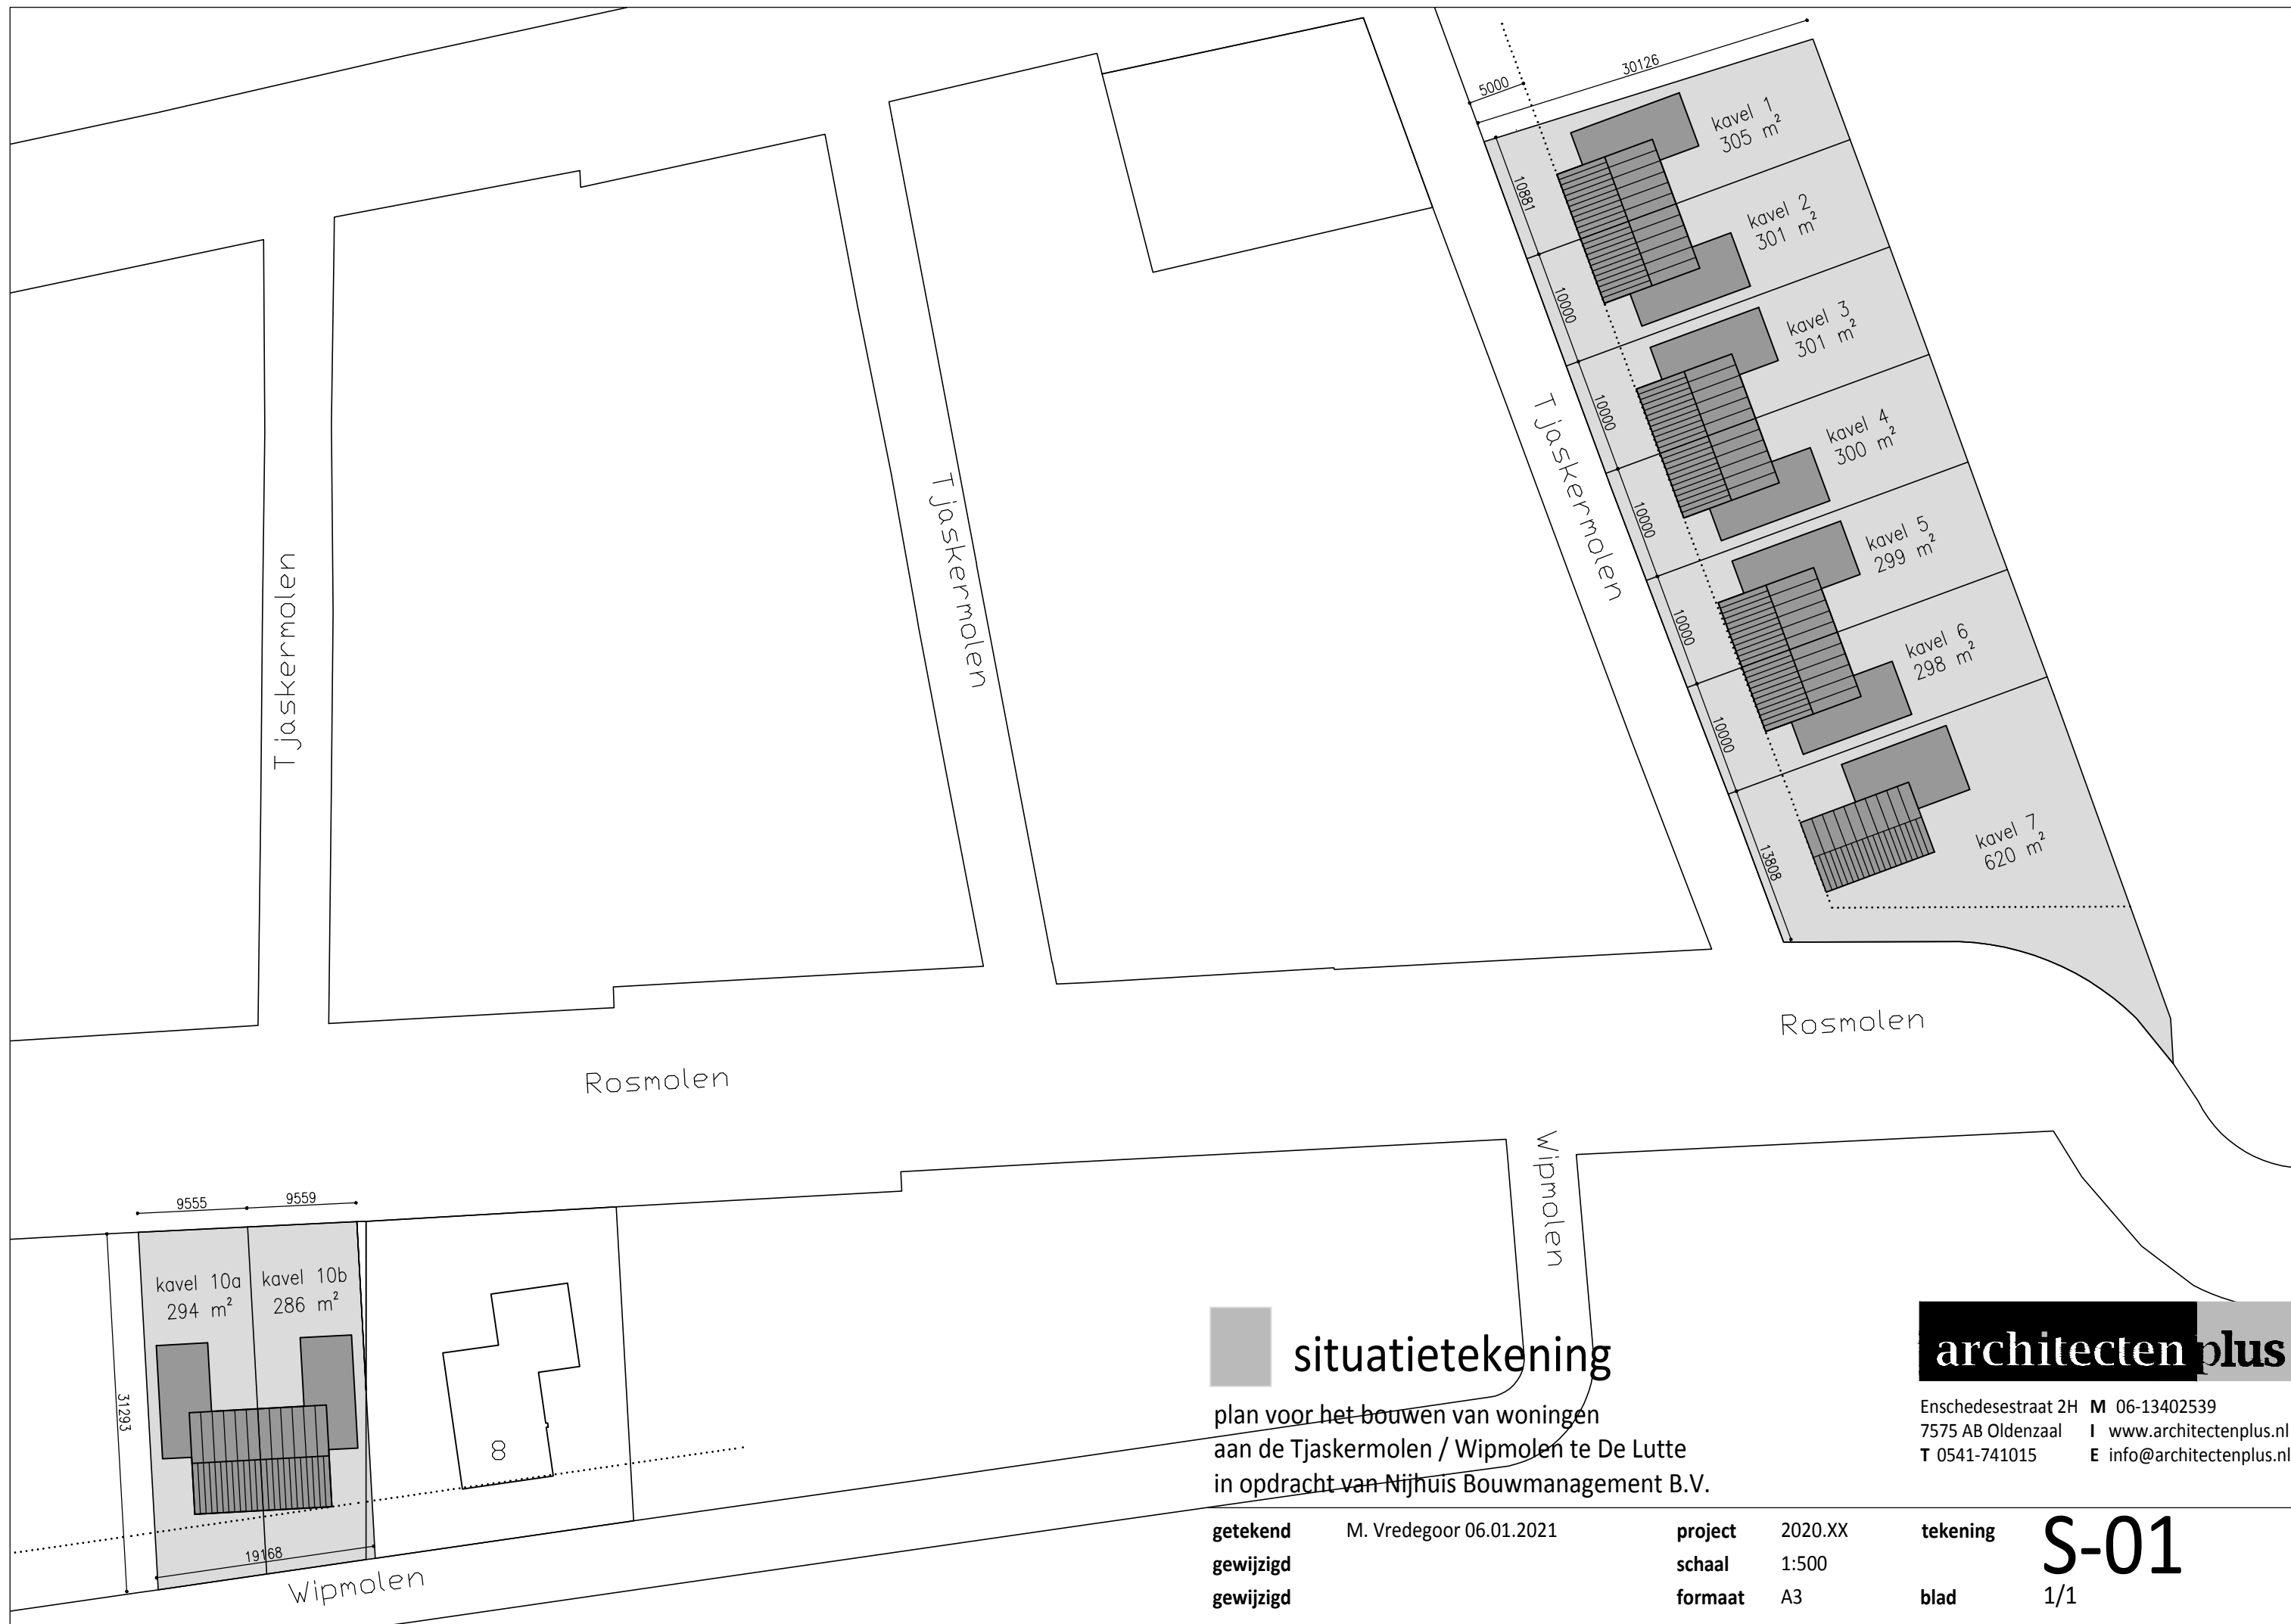 5000
30126
kavel 1
305 m²
10881
kavel 2
301 m²
10000
kavel 3
301 m²
10000
kavel 4
300 m²
10000
kavel 5
299 m²
10000
kavel 6
298 m²
10000
kavel 7
620 m²
13808
Tjaskermolen
Tjaskermolen
Tjaskermolen
Rosmolen
Rosmolen
Wipmolen
9555
9559
kavel 10a
294 m²
kavel 10b
286 m²
31293
8
19168
Wipmolen
situatietekening
plan voor het bouwen van woningen
aan de Tjaskermolen / Wipmolen te De Lutte
in opdracht van Nijhuis Bouwmanagement B.V.
architecten plus
Enschedesestraat 2H M 06-13402539
7575 AB Oldenzaal I www.architectenplus.nl
T 0541-741015 E info@architectenplus.nl
getekend M. Vredegoor 06.01.2021 project 2020.XX tekening S-01
gewijzigd schaal 1:500
gewijzigd formaat A3 blad 1/1